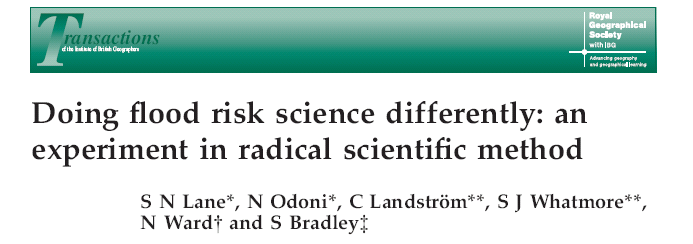 Transactions
of the Institute of British Geographers
Royal
Geographical
Society
with IBG
Advancing geography
and geographical learning
Doing flood risk science differently: an
experiment in radical scientific method
S N Lane*, N Odoni*, C Landström**, S J Whatmore**,
N Ward† and S Bradley‡